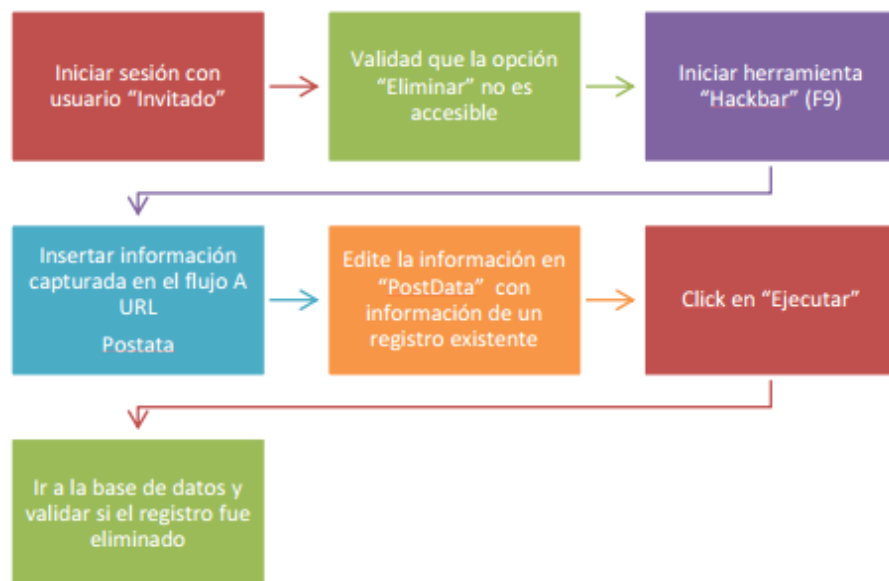 Iniciar sesión con
usuario “Invitado”
Validad que la opción
“Eliminar” no es
accesible
Iniciar herramienta
“Hackbar” (F9)
Insertar información
capturada en el flujo A
URL
Postata
Edite la información en
“PostData” con
información de un
registro existente
Click en “Ejecutar”
Ir a la base de datos y
validar si el registro fue
eliminado